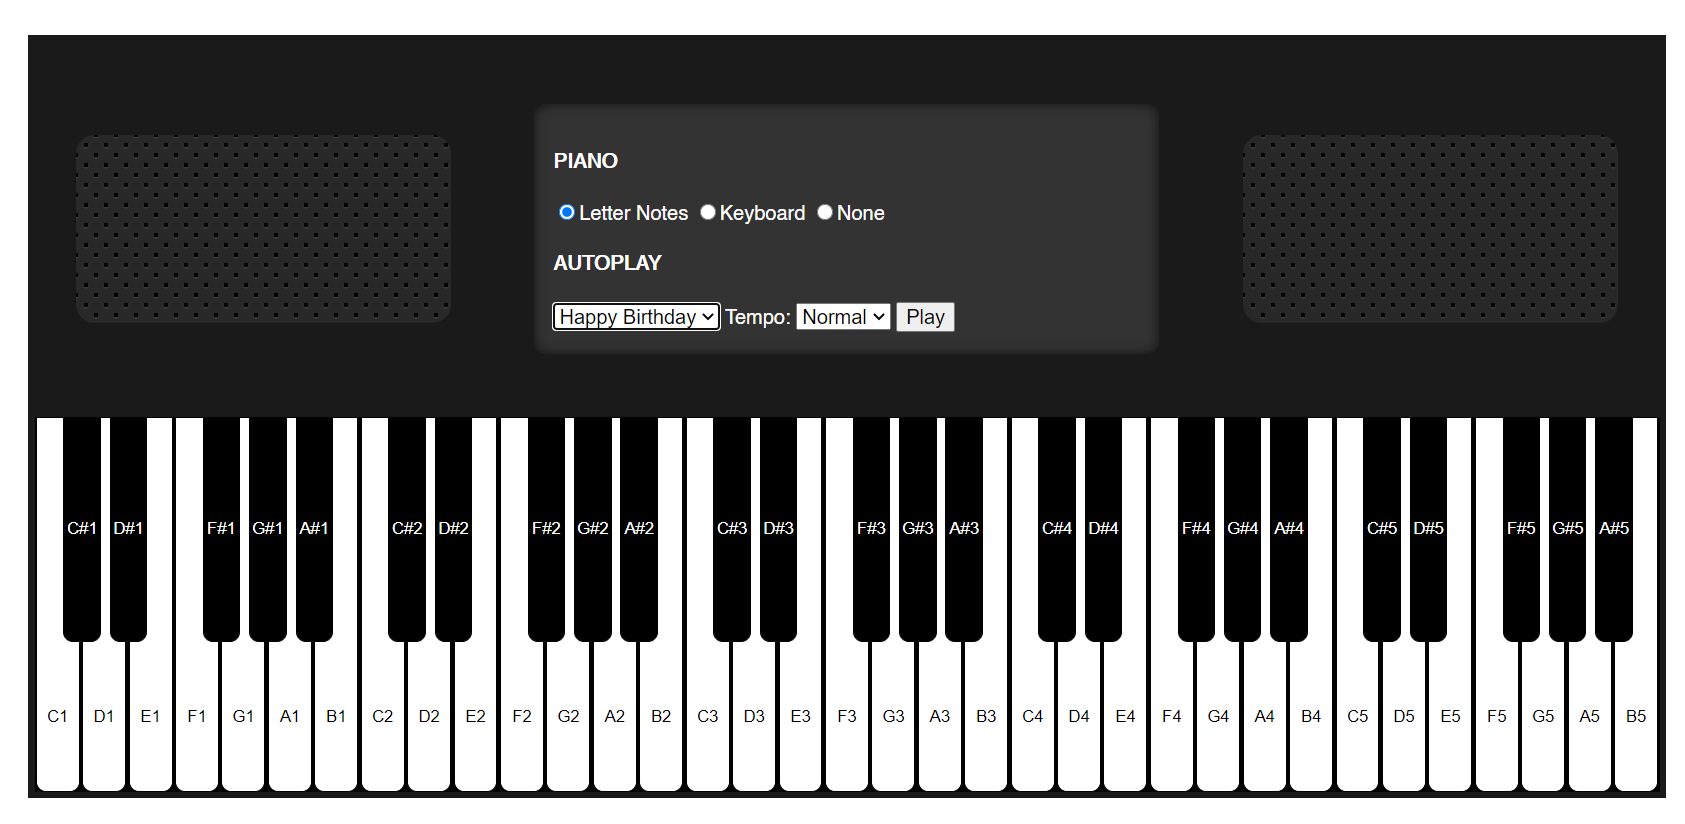 PIANO
Letter Notes Keyboard None
AUTOPLAY
Happy Birthday Tempo: Normal Play
C#1 D#1 F#1 G#1 A#1 C#2 D#2 F#2 G#2 A#2 C#3 D#3 F#3 G#3 A#3 C#4 D#4 F#4 G#4 A#4 C#5 D#5 F#5 G#5 A#5
C1 D1 E1 F1 G1 A1 B1 C2 D2 E2 F2 G2 A2 B2 C3 D3 E3 F3 G3 A3 B3 C4 D4 E4 F4 G4 A4 B4 C5 D5 E5 F5 G5 A5 B5